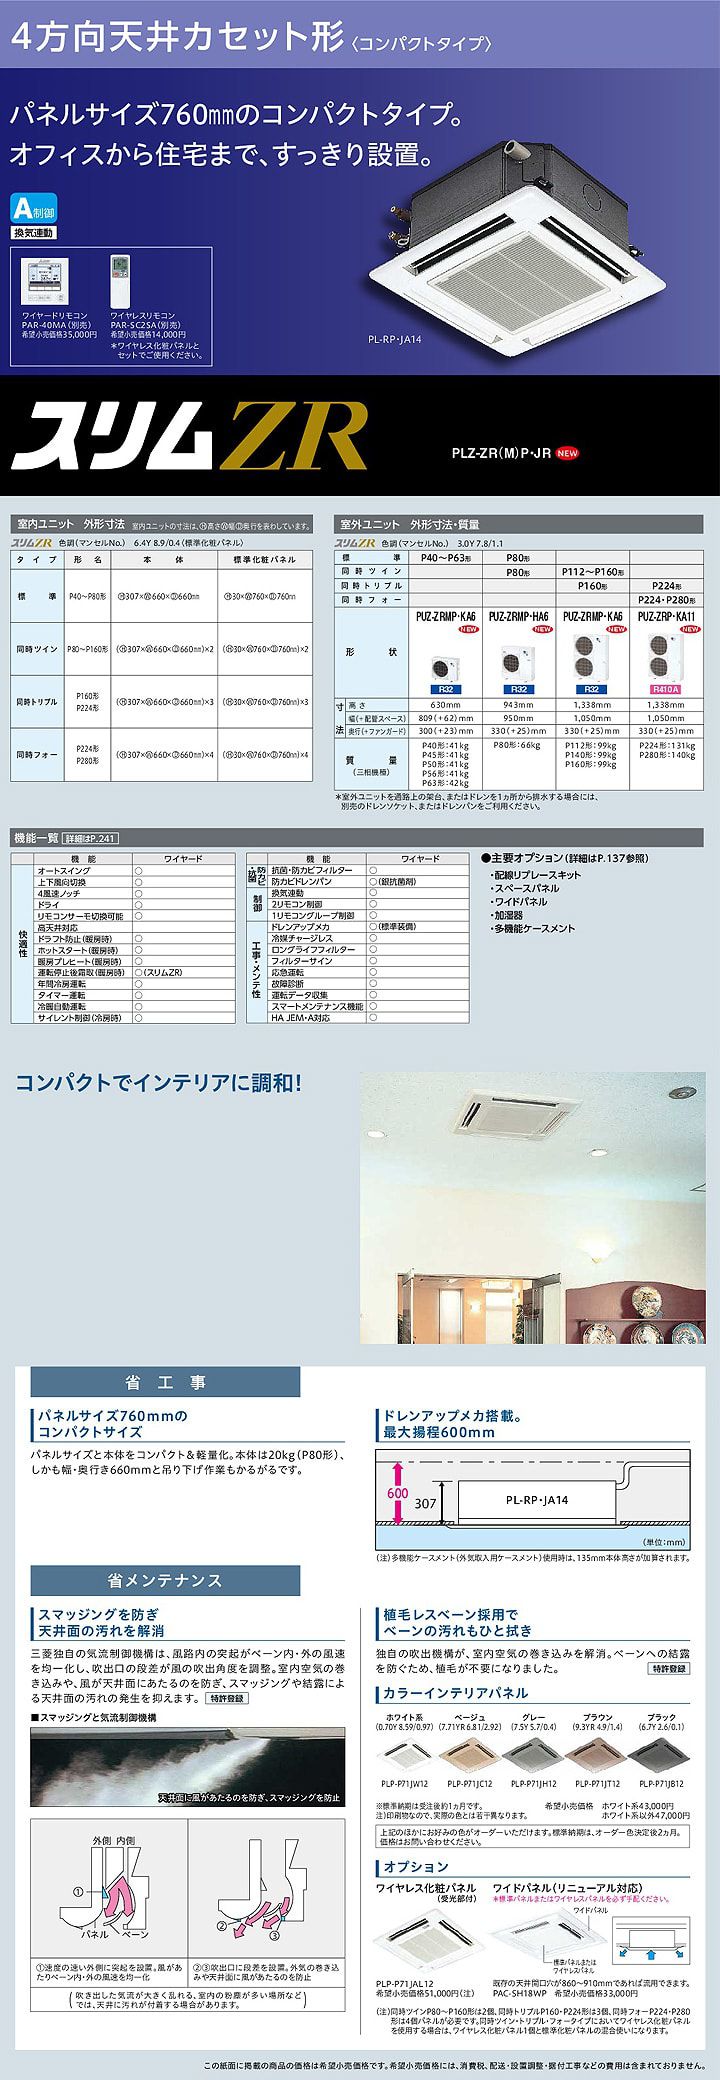 4方向天井カセット形〈コンパクトタイプ〉
パネルサイズ760㎜のコンパクトタイプ。
オフィスから住宅まで、すっきり設置。
A制御
換気連動
ワイヤードリモコン
PAR-40MA(別売)
希望小売価格35,000円
ワイヤレスリモコン
PAR-SC2SA(別売)
希望小売価格14,000円
＊ワイヤレス化粧パネルと
セットでご使用ください。
PL-RP・JA14
スリムZR
PLZ-ZR(M)P・JR NEW
室内ユニット 外形寸法 室内ユニットの寸法は、Ⓗ高さⓌ幅Ⓓ奥行を表わしています。
スリムZR 色調(マンセルNo.) 6.4Y 8.9/0.4(標準化粧パネル)
タイプ 形名 本体 標準化粧パネル
標準 P40〜P80形 Ⓗ307×Ⓦ660×Ⓓ660㎜ Ⓗ30×Ⓦ760×Ⓓ760㎜
同時ツイン P80〜P160形 (Ⓗ307×Ⓦ660×Ⓓ660㎜)×2 (Ⓗ30×Ⓦ760×Ⓓ760㎜)×2
同時トリプル P160形 P224形 (Ⓗ307×Ⓦ660×Ⓓ660㎜)×3 (Ⓗ30×Ⓦ760×Ⓓ760㎜)×3
同時フォー P224形 P280形 (Ⓗ307×Ⓦ660×Ⓓ660㎜)×4 (Ⓗ30×Ⓦ760×Ⓓ760㎜)×4
室外ユニット 外形寸法・質量
スリムZR 色調(マンセルNo.) 3.0Y 7.8/1.1
標準 P40〜P63形 P80形
同時ツイン P80形 P112〜P160形
同時トリプル P160形 P224形
同時フォー P224・P280形
形状 PUZ-ZRMP・KA6 PUZ-ZRMP・HA6 PUZ-ZRMP・KA6 PUZ-ZRP・KA11
NEW NEW NEW NEW
R32 R32 R32 R410A
寸法 高さ 630mm 943mm 1,338mm 1,338mm
幅(＋配管スペース) 809(＋62)mm 950mm 1,050mm 1,050mm
奥行(＋ファンガード) 300(＋23)mm 330(＋25)mm 330(＋25)mm 330(＋25)mm
質量(三相機種)
P40形:41kg P80形:66kg P112形:99kg P224形:131kg
P45形:41kg P140形:99kg P280形:140kg
P50形:41kg P160形:99kg
P56形:41kg
P63形:42kg
＊室外ユニットを通路上の架台、またはドレンを1ヵ所から排水する場合には、
別売のドレンソケット、またはドレンパンをご利用ください。
機能一覧 詳細はP.241
機能 ワイヤード
快適性
オートスイング ○
上下風向切換 ○
4風速ノッチ ○
ドライ ○
リモコンサーモ切換可能 ○
高天井対応
ドラフト防止(暖房時) ○
ホットスタート(暖房時) ○
暖房プレヒート(暖房時) ○
運転停止後霜取(暖房時) ○(スリムZR)
年間冷房運転 ○
タイマー運転 ○
冷暖自動運転 ○
サイレント制御(冷房時) ○
機能 ワイヤード
抗菌・防カビ
抗菌・防カビフィルター ○
防カビドレンパン ○(銀抗菌剤)
制御
換気連動 ○
2リモコン制御 ○
1リモコングループ制御 ○
工事・メンテ性
ドレンアップメカ ○(標準装備)
冷媒チャージレス ○
ロングライフフィルター ○
フィルターサイン ○
応急運転 ○
故障診断 ○
運転データ収集 ○
スマートメンテナンス機能 ○
HA JEM・A対応 ○
●主要オプション(詳細はP.137参照)
・配線リプレースキット
・スペースパネル
・ワイドパネル
・加湿器
・多機能ケースメント
コンパクトでインテリアに調和!
省工事
パネルサイズ760mmの
コンパクトサイズ
パネルサイズと本体をコンパクト&軽量化。本体は20kg(P80形)、
しかも幅・奥行き660mmと吊り下げ作業もかるがるです。
ドレンアップメカ搭載。
最大揚程600mm
600
307
PL-RP・JA14
(単位:mm)
(注)多機能ケースメント(外気取入用ケースメント)使用時は、135mm本体高さが加算されます。
省メンテナンス
スマッジングを防ぎ
天井面の汚れを解消
三菱独自の気流制御機構は、風路内の突起がベーン内・外の風速
を均一化し、吹出口の段差が風の吹出角度を調整。室内空気の巻
き込みや、風が天井面にあたるのを防ぎ、スマッジングや結露によ
る天井面の汚れの発生を抑えます。 特許登録
■スマッジングと気流制御機構
天井面に風があたるのを防ぎ、スマッジングを防止
外側 内側
①
パネル ベーン
② ③
①速度の速い外側に突起を設置。風があ
たりベーン内・外の風速を均一化
②③吹出口に段差を設置。外気の巻き込
みや天井面に風があたるのを防止
(吹き出した気流が大きく乱れる、室内の粉塵が多い場所など
では、天井に汚れが付着する場合があります。)
植毛レスベーン採用で
ベーンの汚れもひと拭き
独自の吹出機構が、室内空気の巻き込みを解消。ベーンへの結露
を防ぐため、植毛が不要になりました。 特許登録
カラーインテリアパネル
ホワイト系 ベージュ グレー ブラウン ブラック
(0.70Y 8.59/0.97) (7.71YR 6.81/2.92) (7.5Y 5.7/0.4) (9.3YR 4.9/1.4) (6.7Y 2.6/0.1)
PLP-P71JW12 PLP-P71JC12 PLP-P71JH12 PLP-P71JT12 PLP-P71JB12
※標準納期は受注後約1ヵ月です。
注)印刷物なので、実際の色とは若干異なります。
希望小売価格 ホワイト系43,000円
ホワイト系以外47,000円
上記のほかにお好みの色がオーダーいただけます。標準納期は、オーダー色決定後2ヵ月。
価格はお問い合わせください。
オプション
ワイヤレス化粧パネル
(受光部付)
PLP-P71JAL12
希望小売価格51,000円(注)
ワイドパネル(リニューアル対応)
＊標準パネルまたはワイヤレスパネルを必ず手配ください。
ワイドパネル
標準パネルまたは
ワイヤレスパネル
既存の天井開口穴が860〜910mmであれば流用できます。
PAC-SH18WP 希望小売価格33,000円
(注)同時ツインP80〜P160形は2個、同時トリプルP160・P224形は3個、同時フォーP224・P280
形は4個パネルが必要です。同時ツイン・トリプル・フォータイプにおいてワイヤレス化粧パネル
を使用する場合は、ワイヤレス化粧パネル1個と標準化粧パネルの混合使いになります。
この紙面に掲載の商品の価格は希望小売価格です。希望小売価格には、消費税、配送・設置調整・据付工事などの費用は含まれておりません。